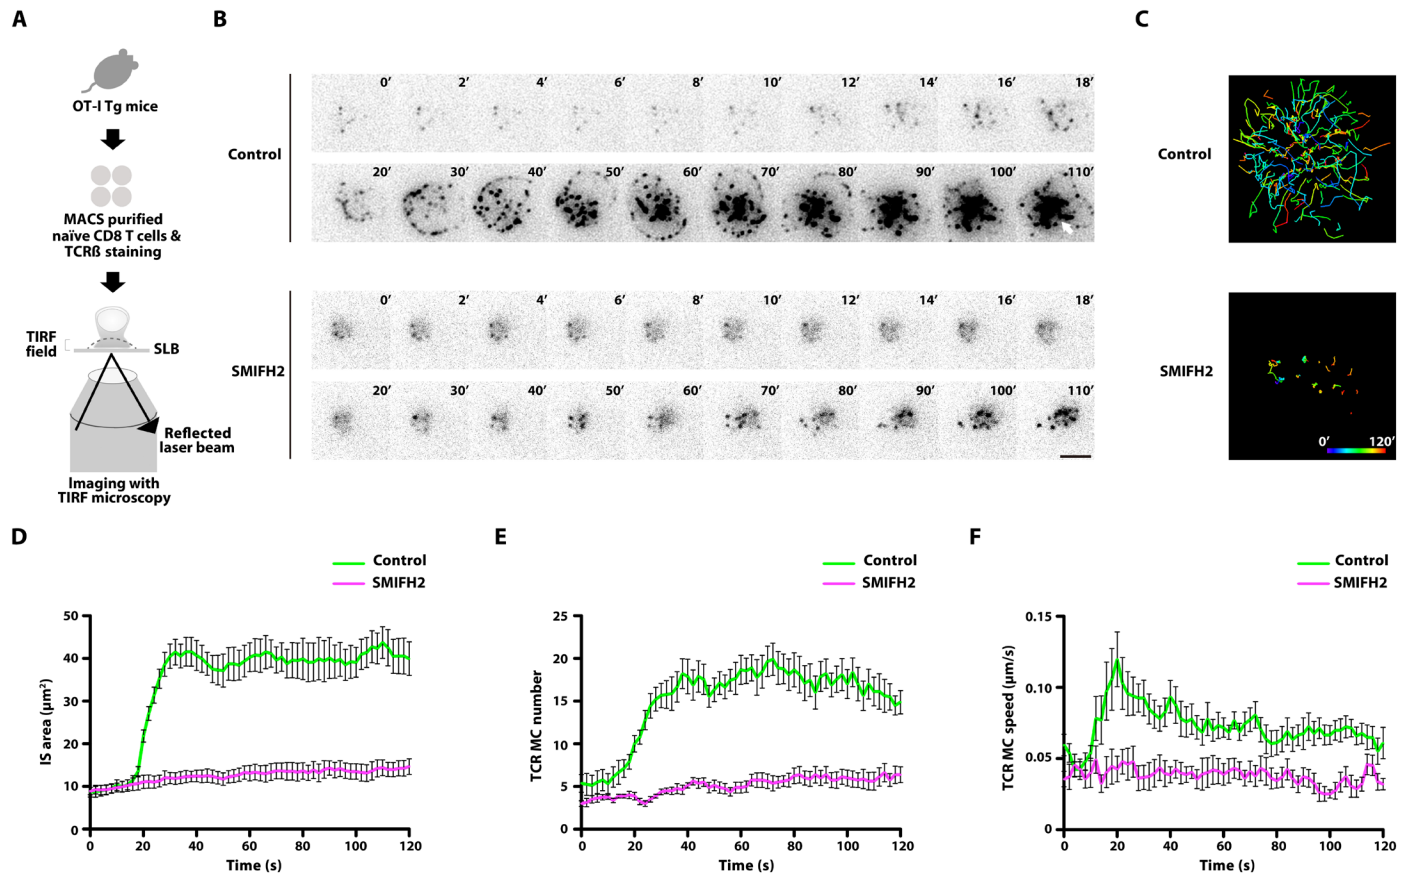 A
B
C
OT-I Tg mice
MACS purified
naïve CD8 T cells &
TCRß staining
TIRF
field
SLB
Reflected
laser beam
Imaging with
TIRF microscopy
Control
0′ 2′ 4′ 6′ 8′ 10′ 12′ 14′ 16′ 18′
20′ 30′ 40′ 50′ 60′ 70′ 80′ 90′ 100′ 110′
SMIFH2
0′ 2′ 4′ 6′ 8′ 10′ 12′ 14′ 16′ 18′
20′ 30′ 40′ 50′ 60′ 70′ 80′ 90′ 100′ 110′
Control
SMIFH2
0′ 120′
D
Control
SMIFH2
IS area (μm²)
50
40
30
20
10
0
0 20 40 60 80 100 120
Time (s)
E
Control
SMIFH2
TCR MC number
25
20
15
10
5
0
0 20 40 60 80 100 120
Time (s)
F
Control
SMIFH2
TCR MC speed (μm/s)
0.15
0.10
0.05
0
0 20 40 60 80 100 120
Time (s)